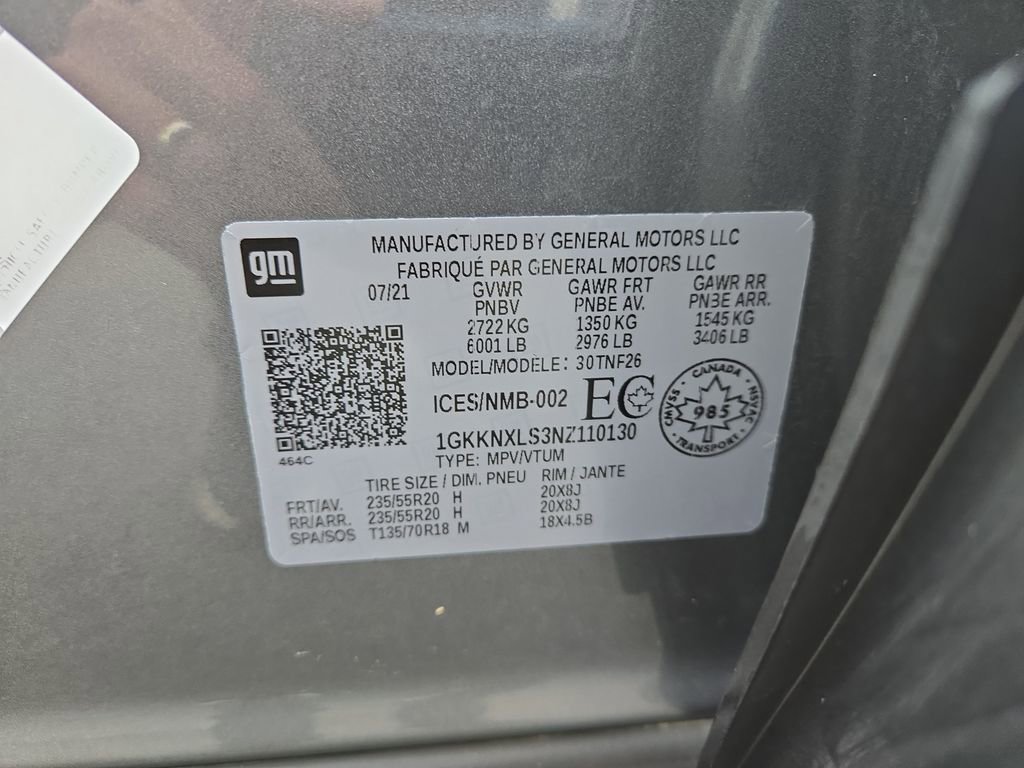 gm
MANUFACTURED BY GENERAL MOTORS LLC
FABRIQUÉ PAR GENERAL MOTORS LLC
07/21 GVWR GAWR FRT GAWR RR
PNBV PNBE AV. PNBE ARR.
2722 KG 1350 KG 1545 KG
6001 LB 2976 LB 3406 LB
MODEL/MODÈLE: 30TNF26
ICES/NMB-002 EC
CANADA
CMVSS 985 NSVAC
TRANSPORT
1GKKNXLS3NZ110130
464C
TYPE: MPV/VTUM
TIRE SIZE / DIM. PNEU RIM / JANTE
FRT/AV. 235/55R20 H 20X8J
RR/ARR. 235/55R20 H 20X8J
SPA/SOS T135/70R18 M 18X4.5B